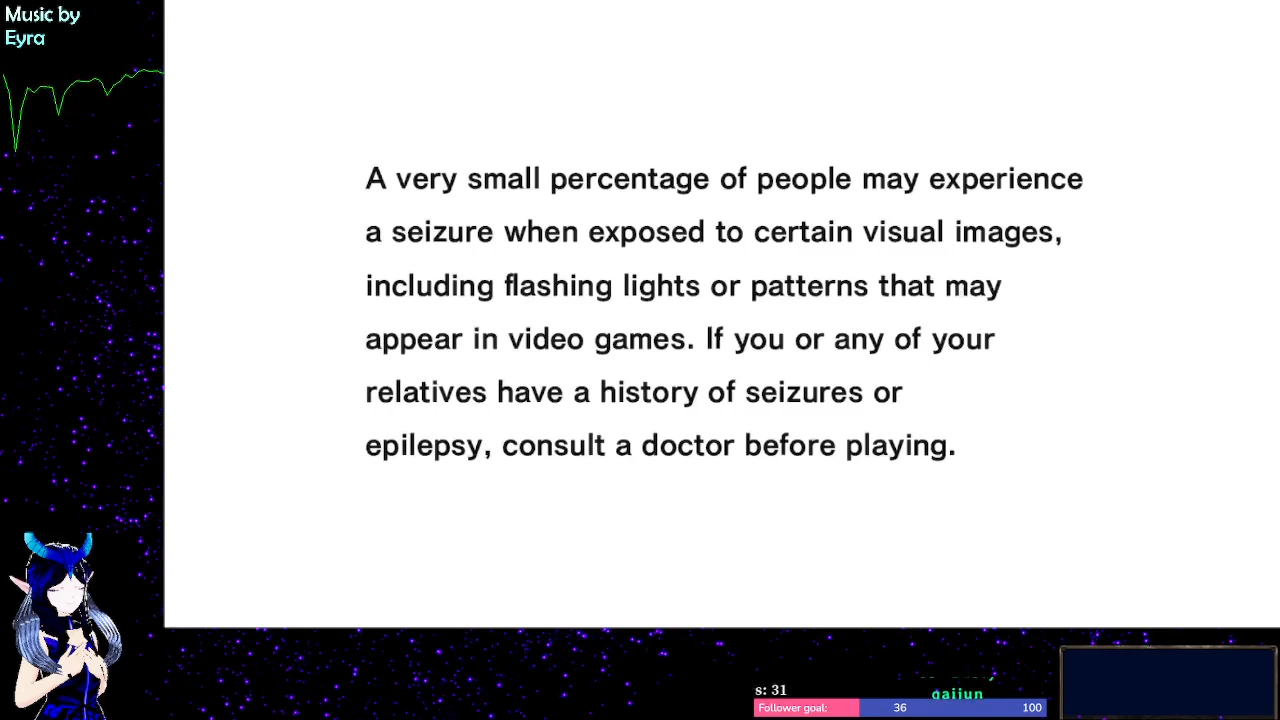 Music by
Eyra
A very small percentage of people may experience
a seizure when exposed to certain visual images,
including flashing lights or patterns that may
appear in video games. If you or any of your
relatives have a history of seizures or
epilepsy, consult a doctor before playing.
s: 31
gaijun
Follower goal: 36 100